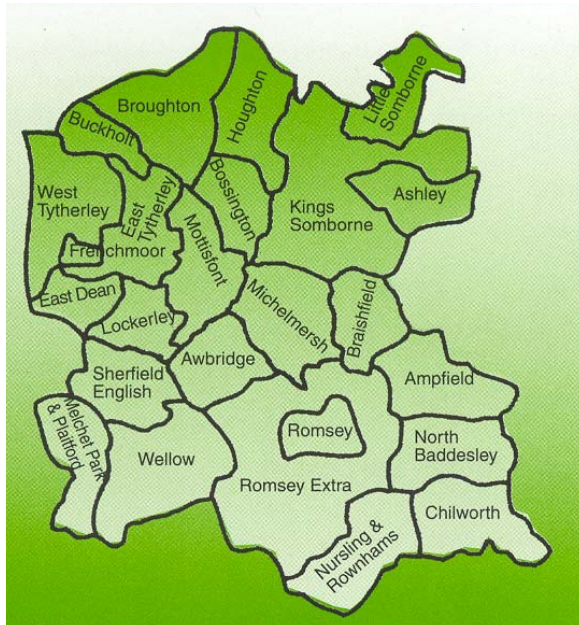 Broughton
Houghton
Little
Somborne
Buckholt
West
Tytherley
East
Tytherley
Bossington
Kings
Somborne
Ashley
Frenchmoor
Mottisfont
East Dean
Lockerley
Michelmersh
Braishfield
Awbridge
Sherfield
English
Ampfield
Melchet Park
& Plaitford
Romsey
North
Baddesley
Wellow
Romsey Extra
Chilworth
Nursling &
Rownhams